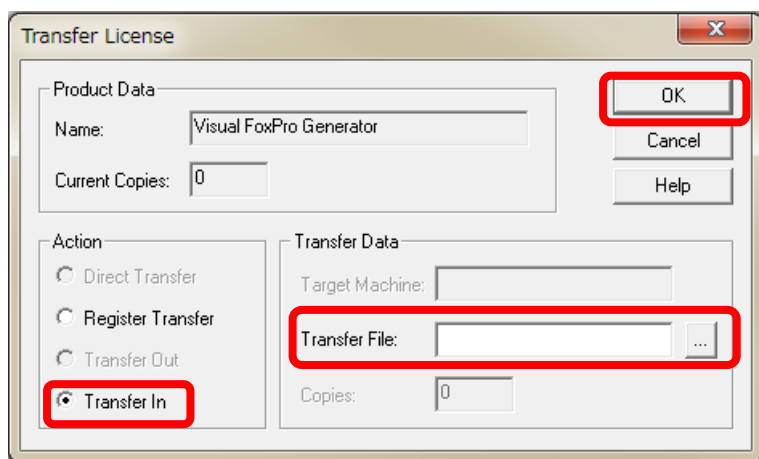 Transfer License
Product Data
Name: Visual FoxPro Generator
Current Copies: 0
OK
Cancel
Help
Action
Direct Transfer
Register Transfer
Transfer Out
Transfer In
Transfer Data
Target Machine:
Transfer File: ...
Copies: 0